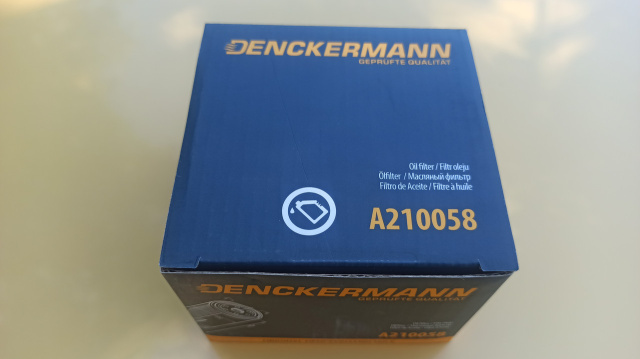 DENCKERMANN
GEPRÜFTE QUALITÄT
Oil filter / Filtr oleju
Ölfilter / Масляный фильтр
Filtro de Aceite / Filtre à huile
A210058
DENCKERMANN
GEPRÜFTE QUALITÄT
A210058